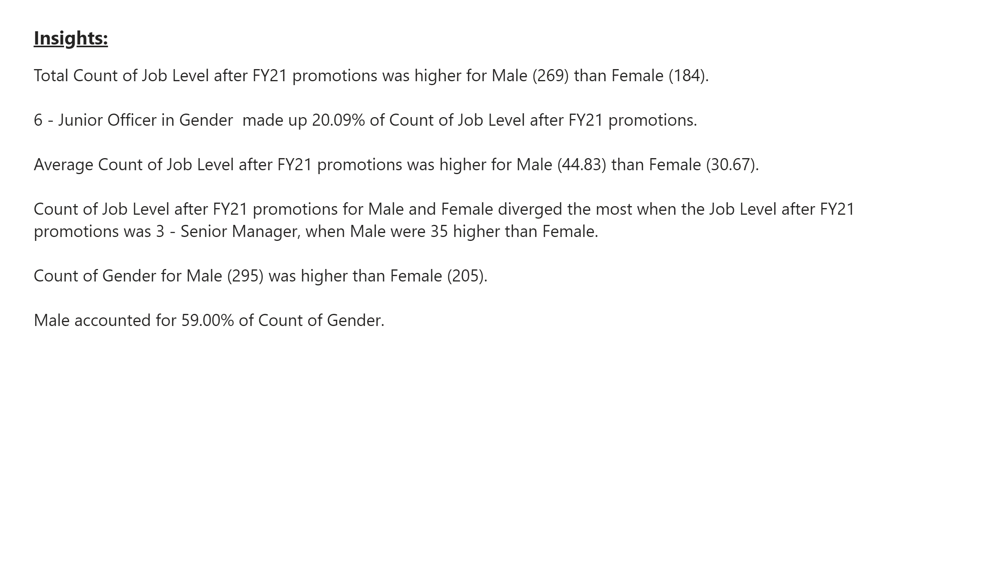 Insights:
Total Count of Job Level after FY21 promotions was higher for Male (269) than Female (184).
6 - Junior Officer in Gender  made up 20.09% of Count of Job Level after FY21 promotions.
Average Count of Job Level after FY21 promotions was higher for Male (44.83) than Female (30.67).
Count of Job Level after FY21 promotions for Male and Female diverged the most when the Job Level after FY21
promotions was 3 - Senior Manager, when Male were 35 higher than Female.
Count of Gender for Male (295) was higher than Female (205).
Male accounted for 59.00% of Count of Gender.